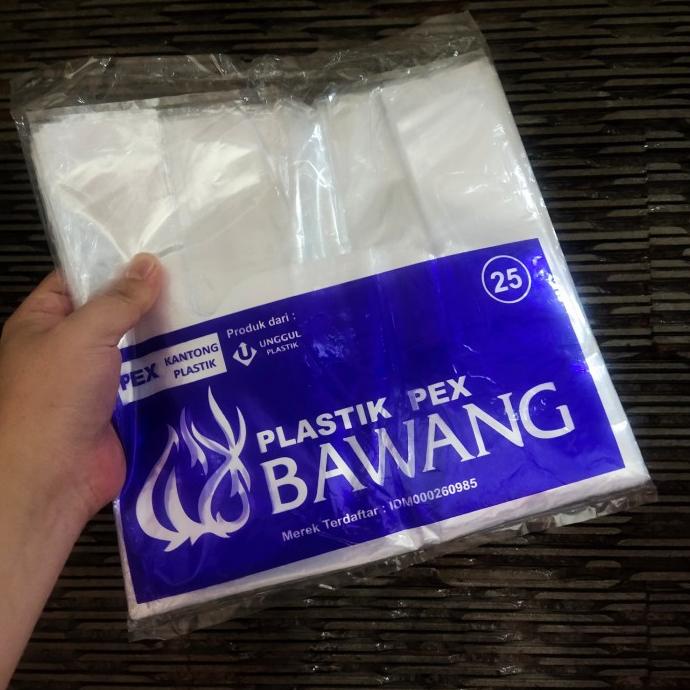 25
Produk dari :
UNGGUL
PLASTIK
PEX
KANTONG
PLASTIK
PLASTIK PEX
BAWANG
Merek Terdaftar : IDM000260985